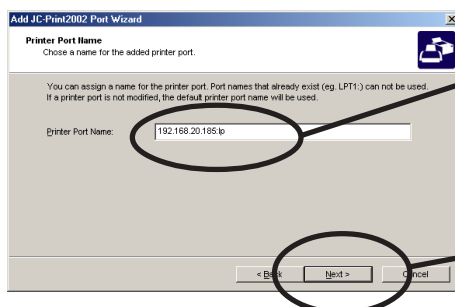 Add JC-Print2002 Port Wizard
Printer Port Name
Chose a name for the added printer port.
You can assign a name for the printer port. Port names that already exist (eg. LPT1:) can not be used.
If a printer port is not modified, the default printer port name will be used.
Printer Port Name:
192.168.20.185:lp
< Back
Next >
Cancel